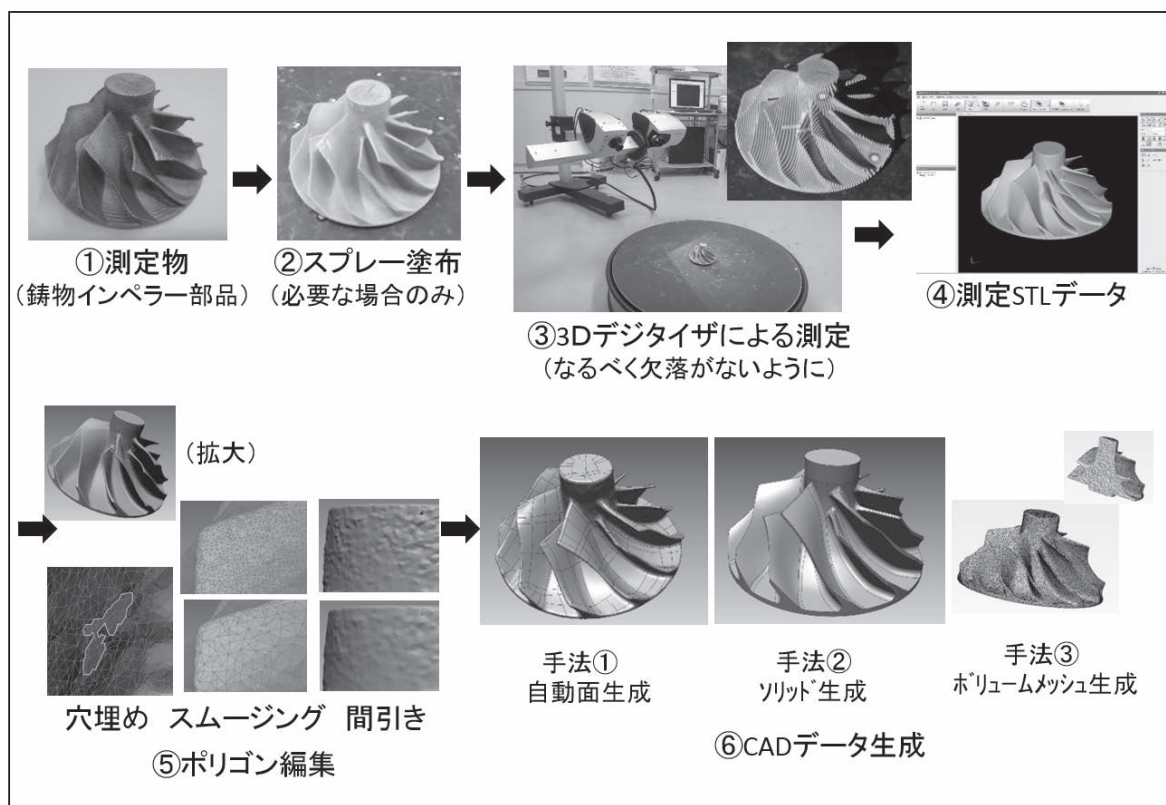 ①測定物
(鋳物インペラー部品)
②スプレー塗布
(必要な場合のみ)
③3Dデジタイザによる測定
(なるべく欠落がないように)
④測定STLデータ
(拡大)
穴埋め スムージング 間引き
⑤ポリゴン編集
手法①
自動面生成
手法②
ソリッド生成
手法③
ボリュームメッシュ生成
⑥CADデータ生成